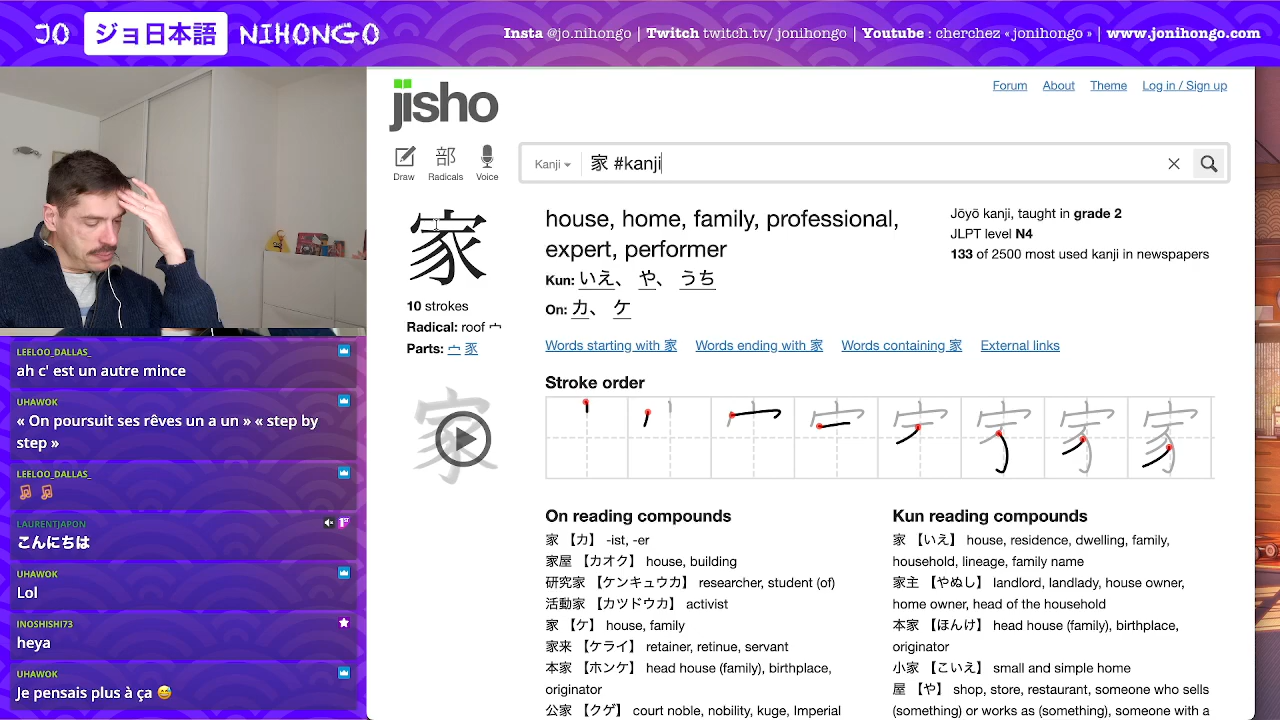 JO ジョ日本語 NIHONGO
Insta @jo.nihongo | Twitch twitch.tv/ jonihongo | Youtube : cherchez « jonihongo » | www.jonihongo.com
jisho
Forum About Theme Log in / Sign up
部
Draw Radicals Voice
Kanji 家 #kanji
家
10 strokes
Radical: roof 宀
Parts: 宀 豕
house, home, family, professional,
expert, performer
Kun: いえ、 や、 うち
On: カ、 ケ
Jōyō kanji, taught in grade 2
JLPT level N4
133 of 2500 most used kanji in newspapers
Words starting with 家 Words ending with 家 Words containing 家 External links
Stroke order
家
On reading compounds
家 【カ】 -ist, -er
家屋 【カオク】 house, building
研究家 【ケンキュウカ】 researcher, student (of)
活動家 【カツドウカ】 activist
家 【ケ】 house, family
家来 【ケライ】 retainer, retinue, servant
本家 【ホンケ】 head house (family), birthplace,
originator
公家 【クゲ】 court noble, nobility, kuge, Imperial
Kun reading compounds
家 【いえ】 house, residence, dwelling, family,
household, lineage, family name
家主 【やぬし】 landlord, landlady, house owner,
home owner, head of the household
本家 【ほんけ】 head house (family), birthplace,
originator
小家 【こいえ】 small and simple home
屋 【や】 shop, store, restaurant, someone who sells
(something) or works as (something), someone with a
LEELOO_DALLAS_
ah c' est un autre mince
UHAWOK
« On poursuit ses rêves un a un » « step by
step »
LEELOO_DALLAS_
LAURENTJAPON
こんにちは
UHAWOK
Lol
INOSHISHI73
heya
UHAWOK
Je pensais plus à ça 😅